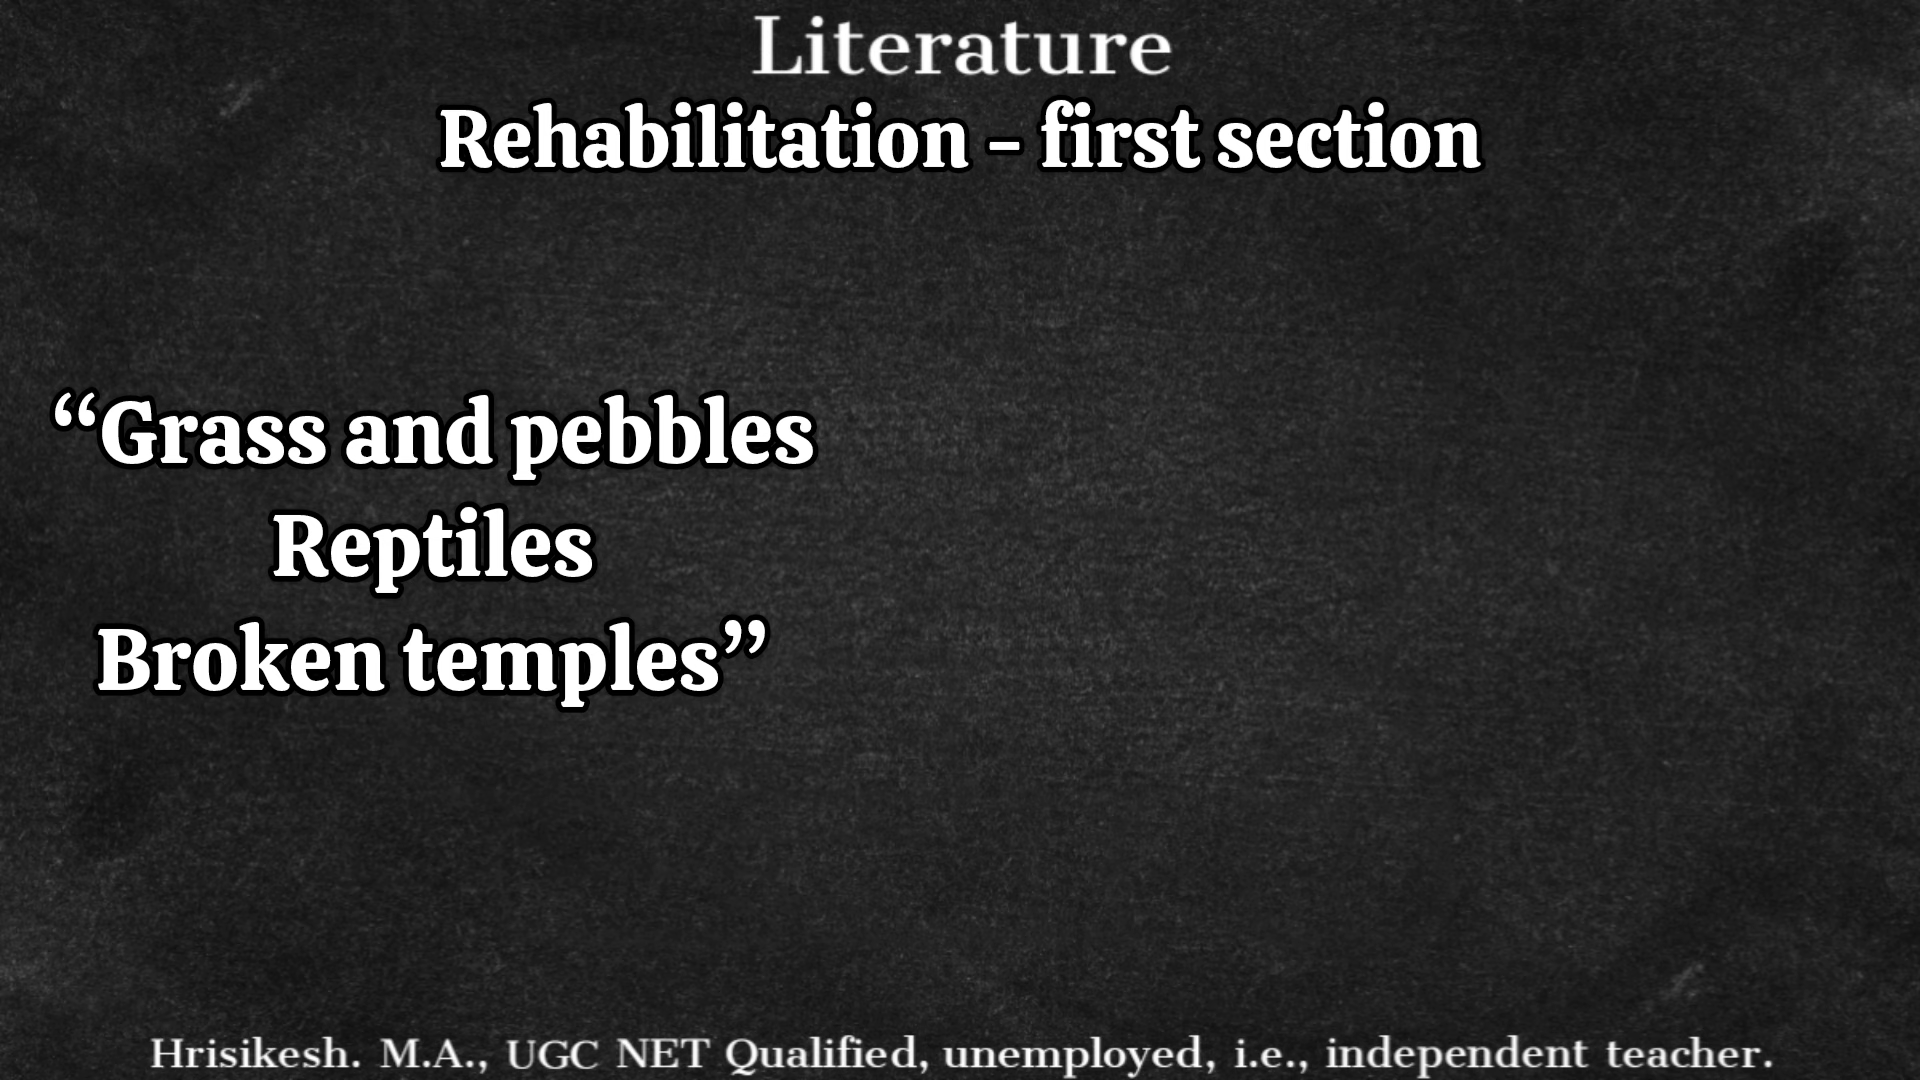 Literature
Rehabilitation - first section
“Grass and pebbles
Reptiles
Broken temples”
Hrisikesh. M.A., UGC NET Qualified, unemployed, i.e., independent teacher.